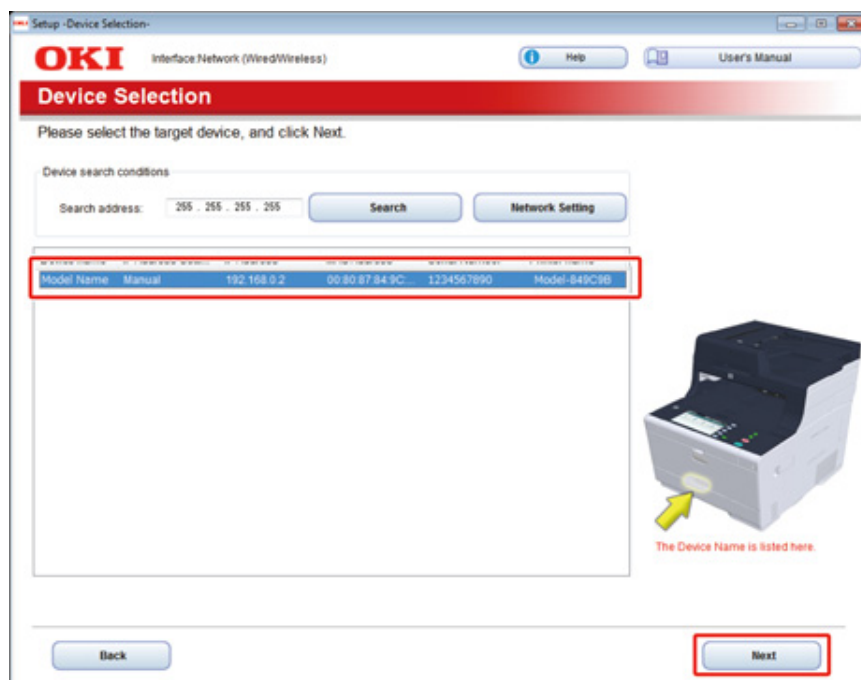 Setup -Device Selection-
OKI Interface:Network (Wired/Wireless) Help User's Manual
Device Selection
Please select the target device, and click Next.
Device search conditions
Search address: 255 . 255 . 255 . 255 Search Network Setting
Model Name Manual 192.168.0.2 00:80:87:84:9C... 1234567890 Model-849C9B
The Device Name is listed here.
Back Next